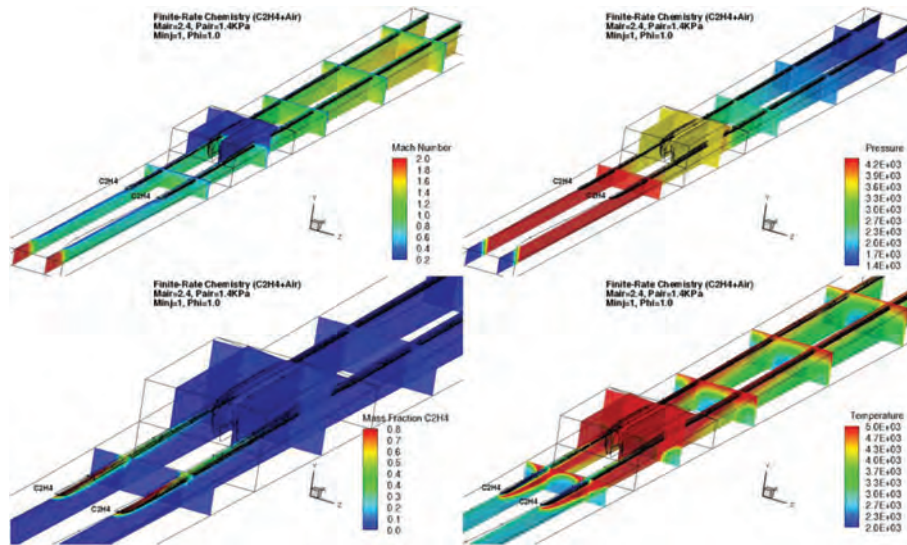 Finite-Rate Chemistry (C2H4+Air)
Mair=2.4, Pair=1.4KPa
Minj=1, Phi=1.0
C2H4
C2H4
Mach Number
2.0
1.8
1.6
1.4
1.2
1.0
0.8
0.6
0.4
0.2
Y
Z
Finite-Rate Chemistry (C2H4+Air)
Mair=2.4, Pair=1.4KPa
Minj=1, Phi=1.0
C2H4
C2H4
Pressure
4.2E+03
3.9E+03
3.6E+03
3.3E+03
3.0E+03
2.7E+03
2.3E+03
2.0E+03
1.7E+03
1.4E+03
Y
Z
Finite-Rate Chemistry (C2H4+Air)
Mair=2.4, Pair=1.4KPa
Minj=1, Phi=1.0
C2H4
C2H4
Mass Fraction C2H4
0.8
0.7
0.6
0.5
0.4
0.3
0.2
0.1
0.0
Y
Z
Finite-Rate Chemistry (C2H4+Air)
Mair=2.4, Pair=1.4KPa
Minj=1, Phi=1.0
C2H4
C2H4
Temperature
5.0E+03
4.7E+03
4.3E+03
4.0E+03
3.7E+03
3.3E+03
3.0E+03
2.7E+03
2.3E+03
2.0E+03
Y
Z